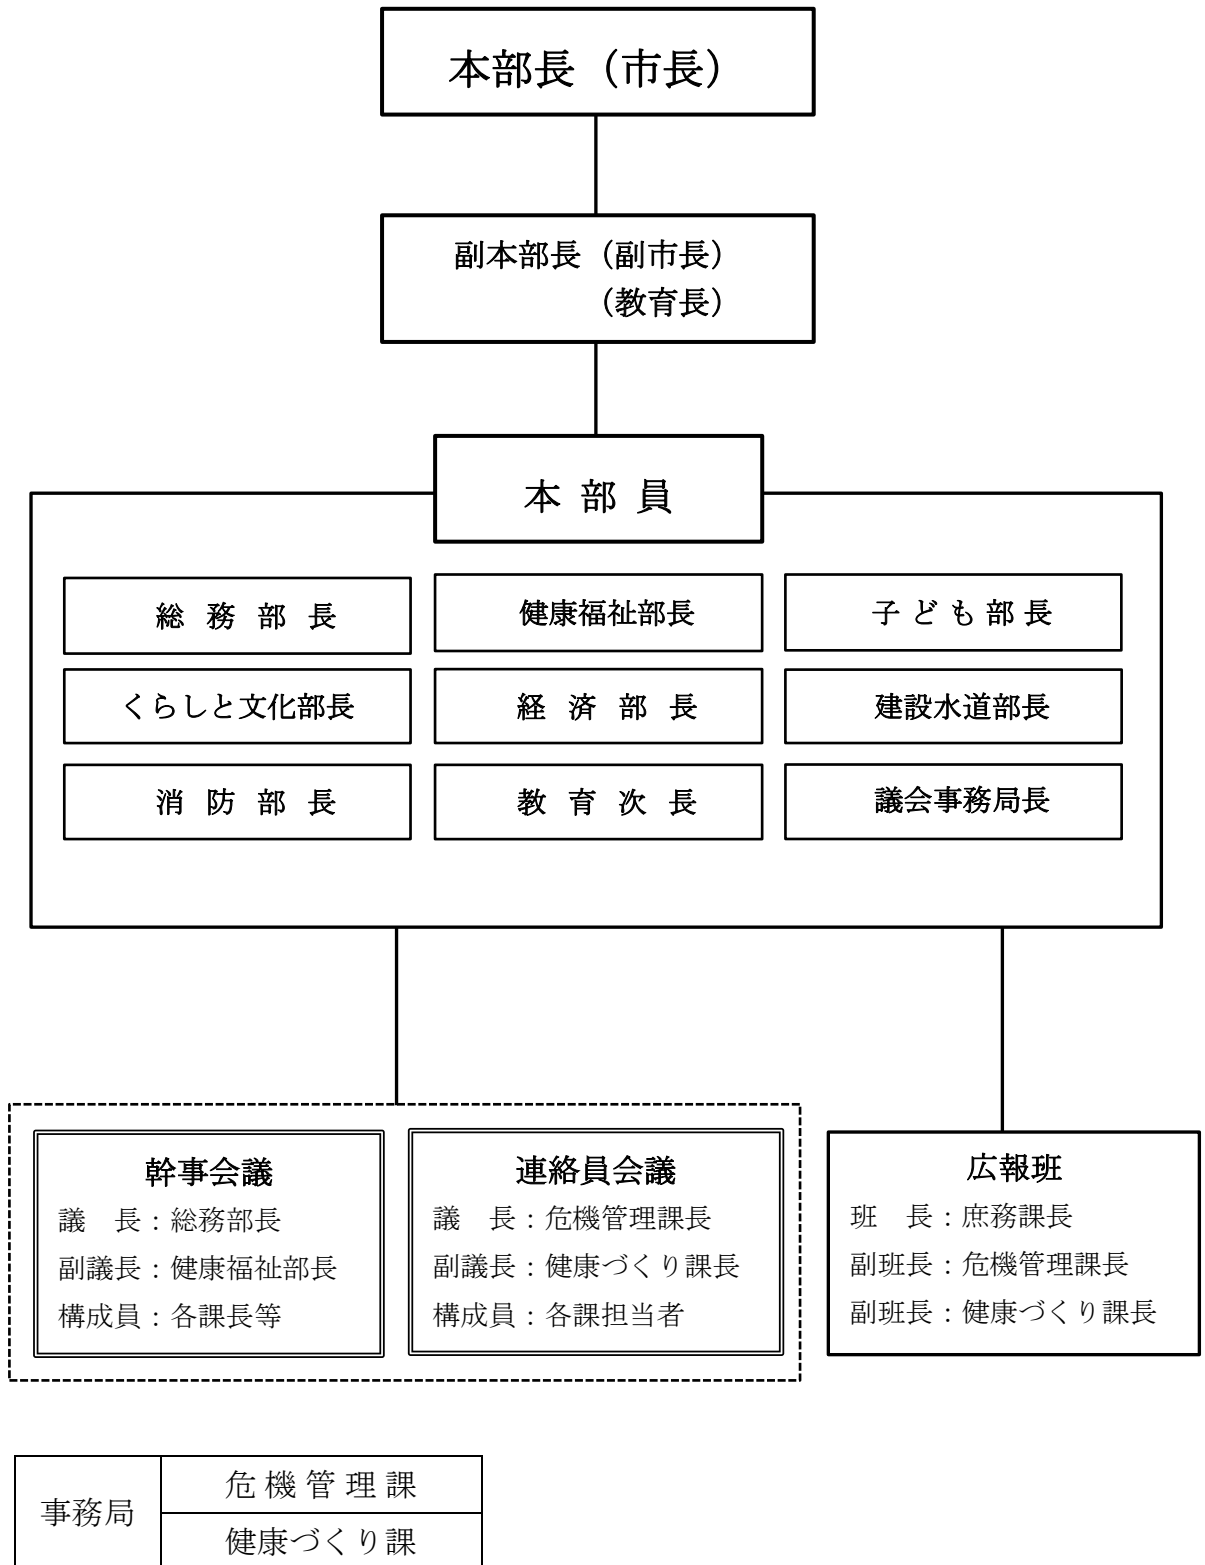 本部長（市長）
副本部長（副市長）
（教育長）
本部員
総務部長
健康福祉部長
子ども部長
くらしと文化部長
経済部長
建設水道部長
消防部長
教育次長
議会事務局長
幹事会議
議　長：総務部長
副議長：健康福祉部長
構成員：各課長等
連絡員会議
議　長：危機管理課長
副議長：健康づくり課長
構成員：各課担当者
広報班
班　長：庶務課長
副班長：危機管理課長
副班長：健康づくり課長
事務局
危機管理課
健康づくり課